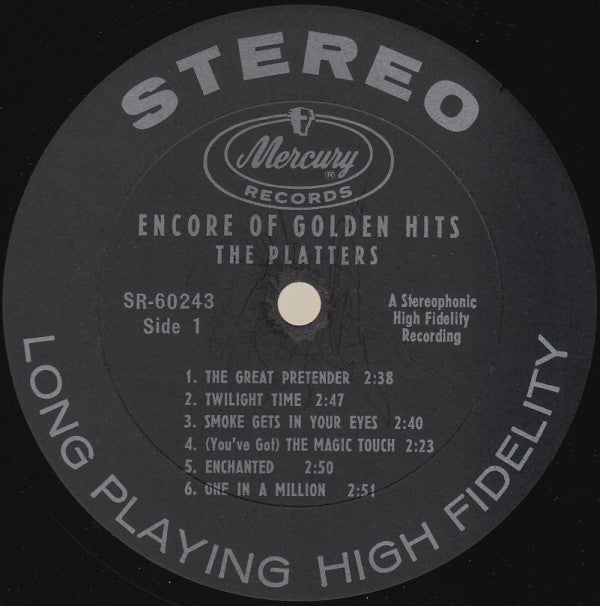 STEREO
Mercury
®
RECORDS
ENCORE OF GOLDEN HITS
THE PLATTERS
SR-60243
Side 1
A Stereophonic
High Fidelity
Recording
1. THE GREAT PRETENDER 2:38
2. TWILIGHT TIME 2:47
3. SMOKE GETS IN YOUR EYES 2:40
4. (You've Got) THE MAGIC TOUCH 2:23
5. ENCHANTED 2:50
6. ONE IN A MILLION 2:51
LONG PLAYING HIGH FIDELITY